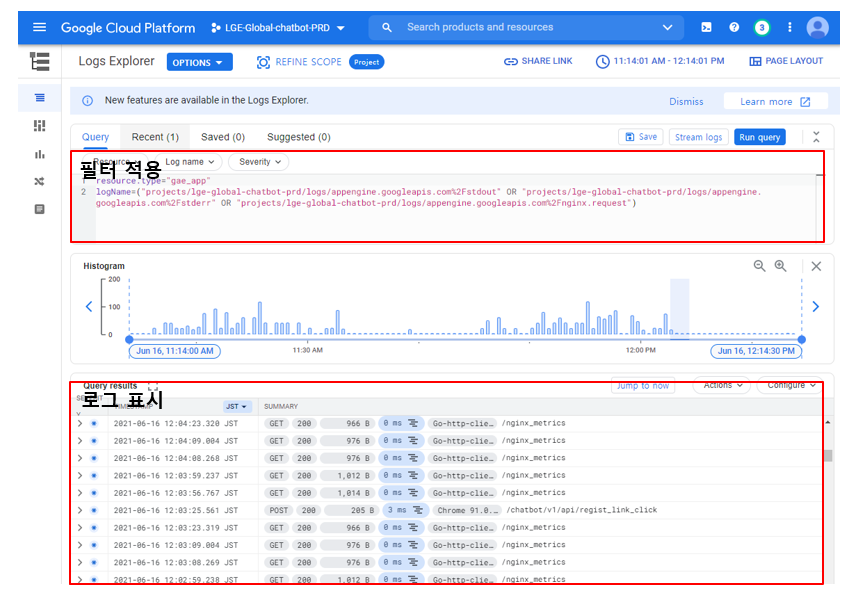 Google Cloud Platform LGE-Global-chatbot-PRD Search products and resources 3
Logs Explorer OPTIONS REFINE SCOPE Project SHARE LINK 11:14:01 AM - 12:14:01 PM PAGE LAYOUT
New features are available in the Logs Explorer. Dismiss Learn more
Query Recent (1) Saved (0) Suggested (0) Save Stream logs Run query
Resource Log name Severity
필터 적용
1 resource.type="gae_app"
2 logName=("projects/lge-global-chatbot-prd/logs/appengine.googleapis.com%2Fstdout" OR "projects/lge-global-chatbot-prd/logs/appengine.
googleapis.com%2Fstderr" OR "projects/lge-global-chatbot-prd/logs/appengine.googleapis.com%2Fnginx.request")
Histogram
200
100
0
Jun 16, 11:14:00 AM 11:30 AM 12:00 PM Jun 16, 12:14:30 PM
Query results Jump to now Actions Configure
로그 표시
TIMESTAMP JST SUMMARY
2021-06-16 12:04:23.320 JST GET 200 966 B 0 ms Go-http-clie… /nginx_metrics
2021-06-16 12:04:09.004 JST GET 200 976 B 0 ms Go-http-clie… /nginx_metrics
2021-06-16 12:04:08.268 JST GET 200 976 B 0 ms Go-http-clie… /nginx_metrics
2021-06-16 12:03:59.237 JST GET 200 1,012 B 0 ms Go-http-clie… /nginx_metrics
2021-06-16 12:03:56.767 JST GET 200 1,014 B 0 ms Go-http-clie… /nginx_metrics
2021-06-16 12:03:25.561 JST POST 200 205 B 3 ms Chrome 91.0.… /chatbot/v1/api/regist_link_click
2021-06-16 12:03:23.319 JST GET 200 966 B 0 ms Go-http-clie… /nginx_metrics
2021-06-16 12:03:09.004 JST GET 200 976 B 0 ms Go-http-clie… /nginx_metrics
2021-06-16 12:03:08.269 JST GET 200 976 B 0 ms Go-http-clie… /nginx_metrics
2021-06-16 12:02:59.238 JST GET 200 1,012 B 0 ms Go-http-clie… /nginx_metrics